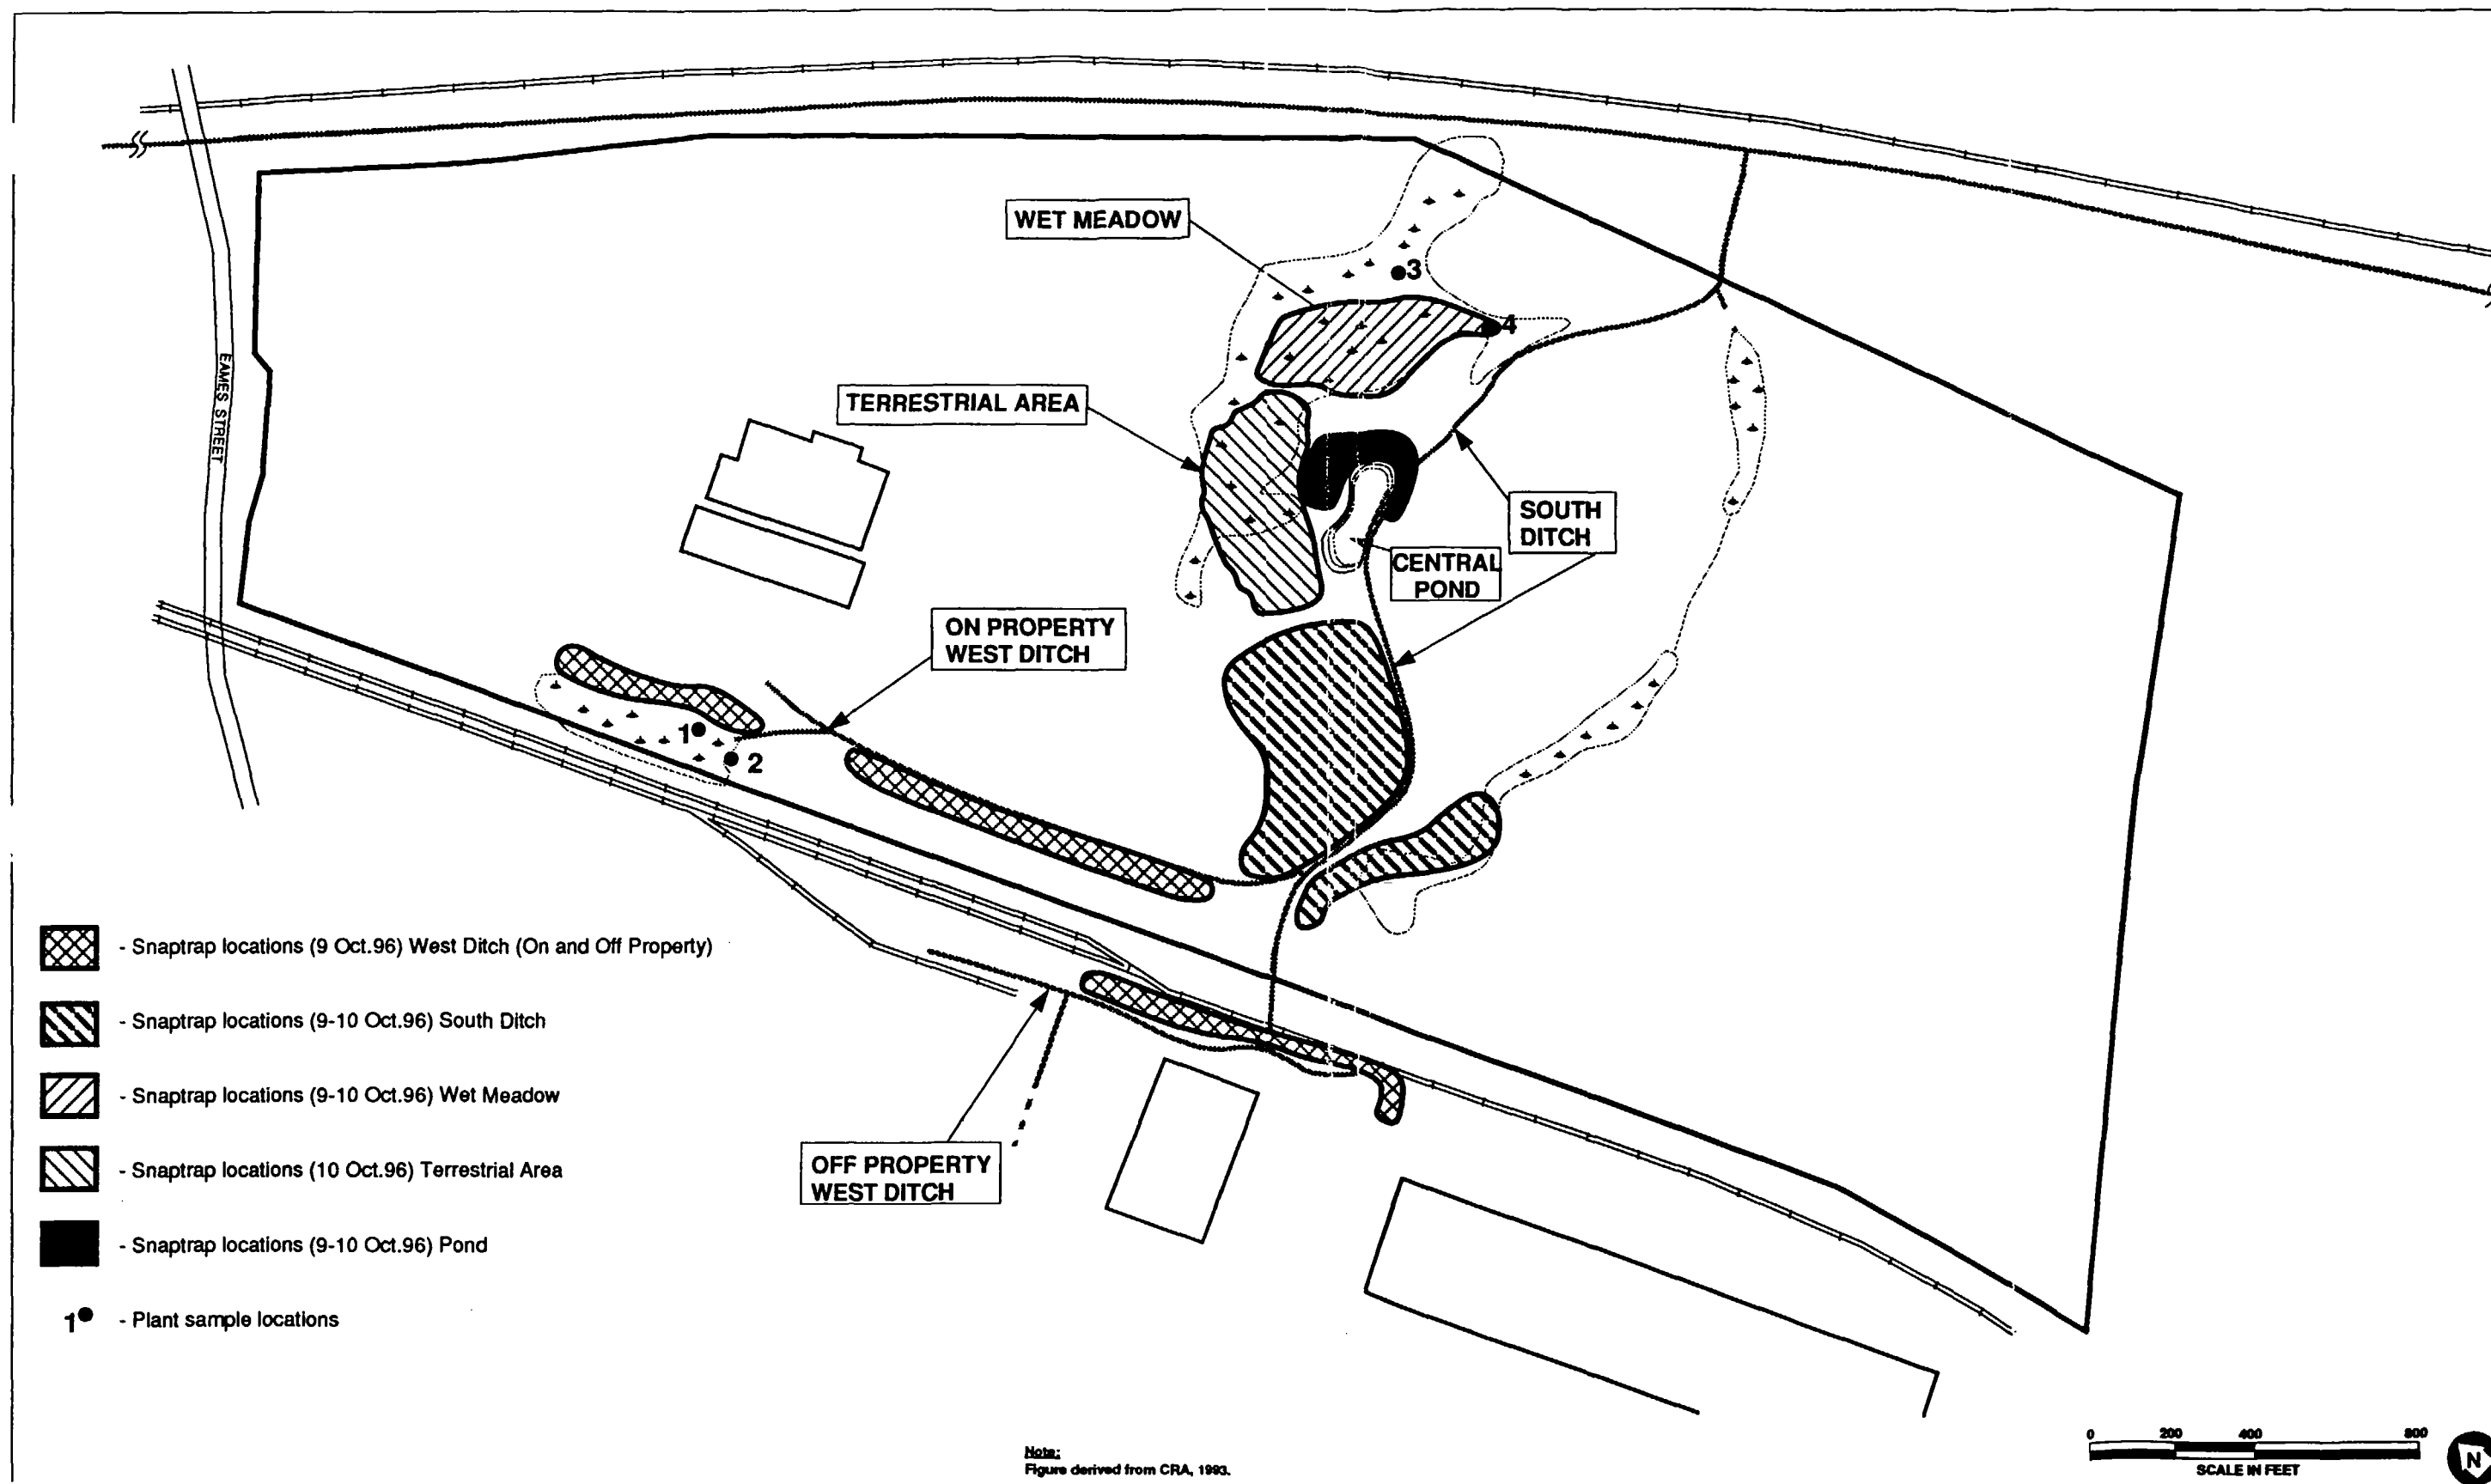 WET MEADOW
3
4
TERRESTRIAL AREA
EAMES STREET
SOUTH
DITCH
CENTRAL
POND
ON PROPERTY
WEST DITCH
1
2
- Snaptrap locations (9 Oct.96) West Ditch (On and Off Property)
- Snaptrap locations (9-10 Oct.96) South Ditch
- Snaptrap locations (9-10 Oct.96) Wet Meadow
- Snaptrap locations (10 Oct.96) Terrestrial Area
- Snaptrap locations (9-10 Oct.96) Pond
1 - Plant sample locations
OFF PROPERTY
WEST DITCH
Note:
Figure derived from CRA, 1993.
0 200 400 800
SCALE IN FEET
N